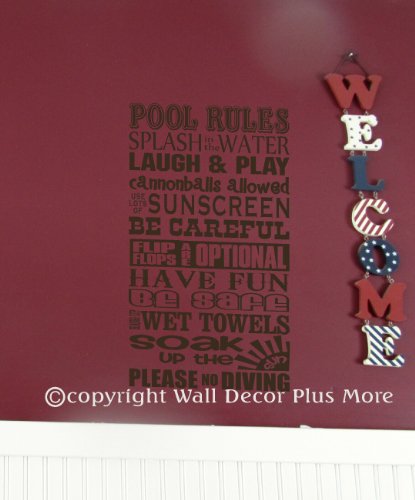 POOL RULES
SPLASH in the WATER
LAUGH & PLAY
cannonballs allowed
USE LOTS OF SUNSCREEN
BE CAREFUL
FLIP FLOPS ARE OPTIONAL
HAVE FUN
BE SAFE
WET TOWELS
SOAK
UP the SUN
PLEASE NO DIVING
WELCOME
©copyright Wall Decor Plus More